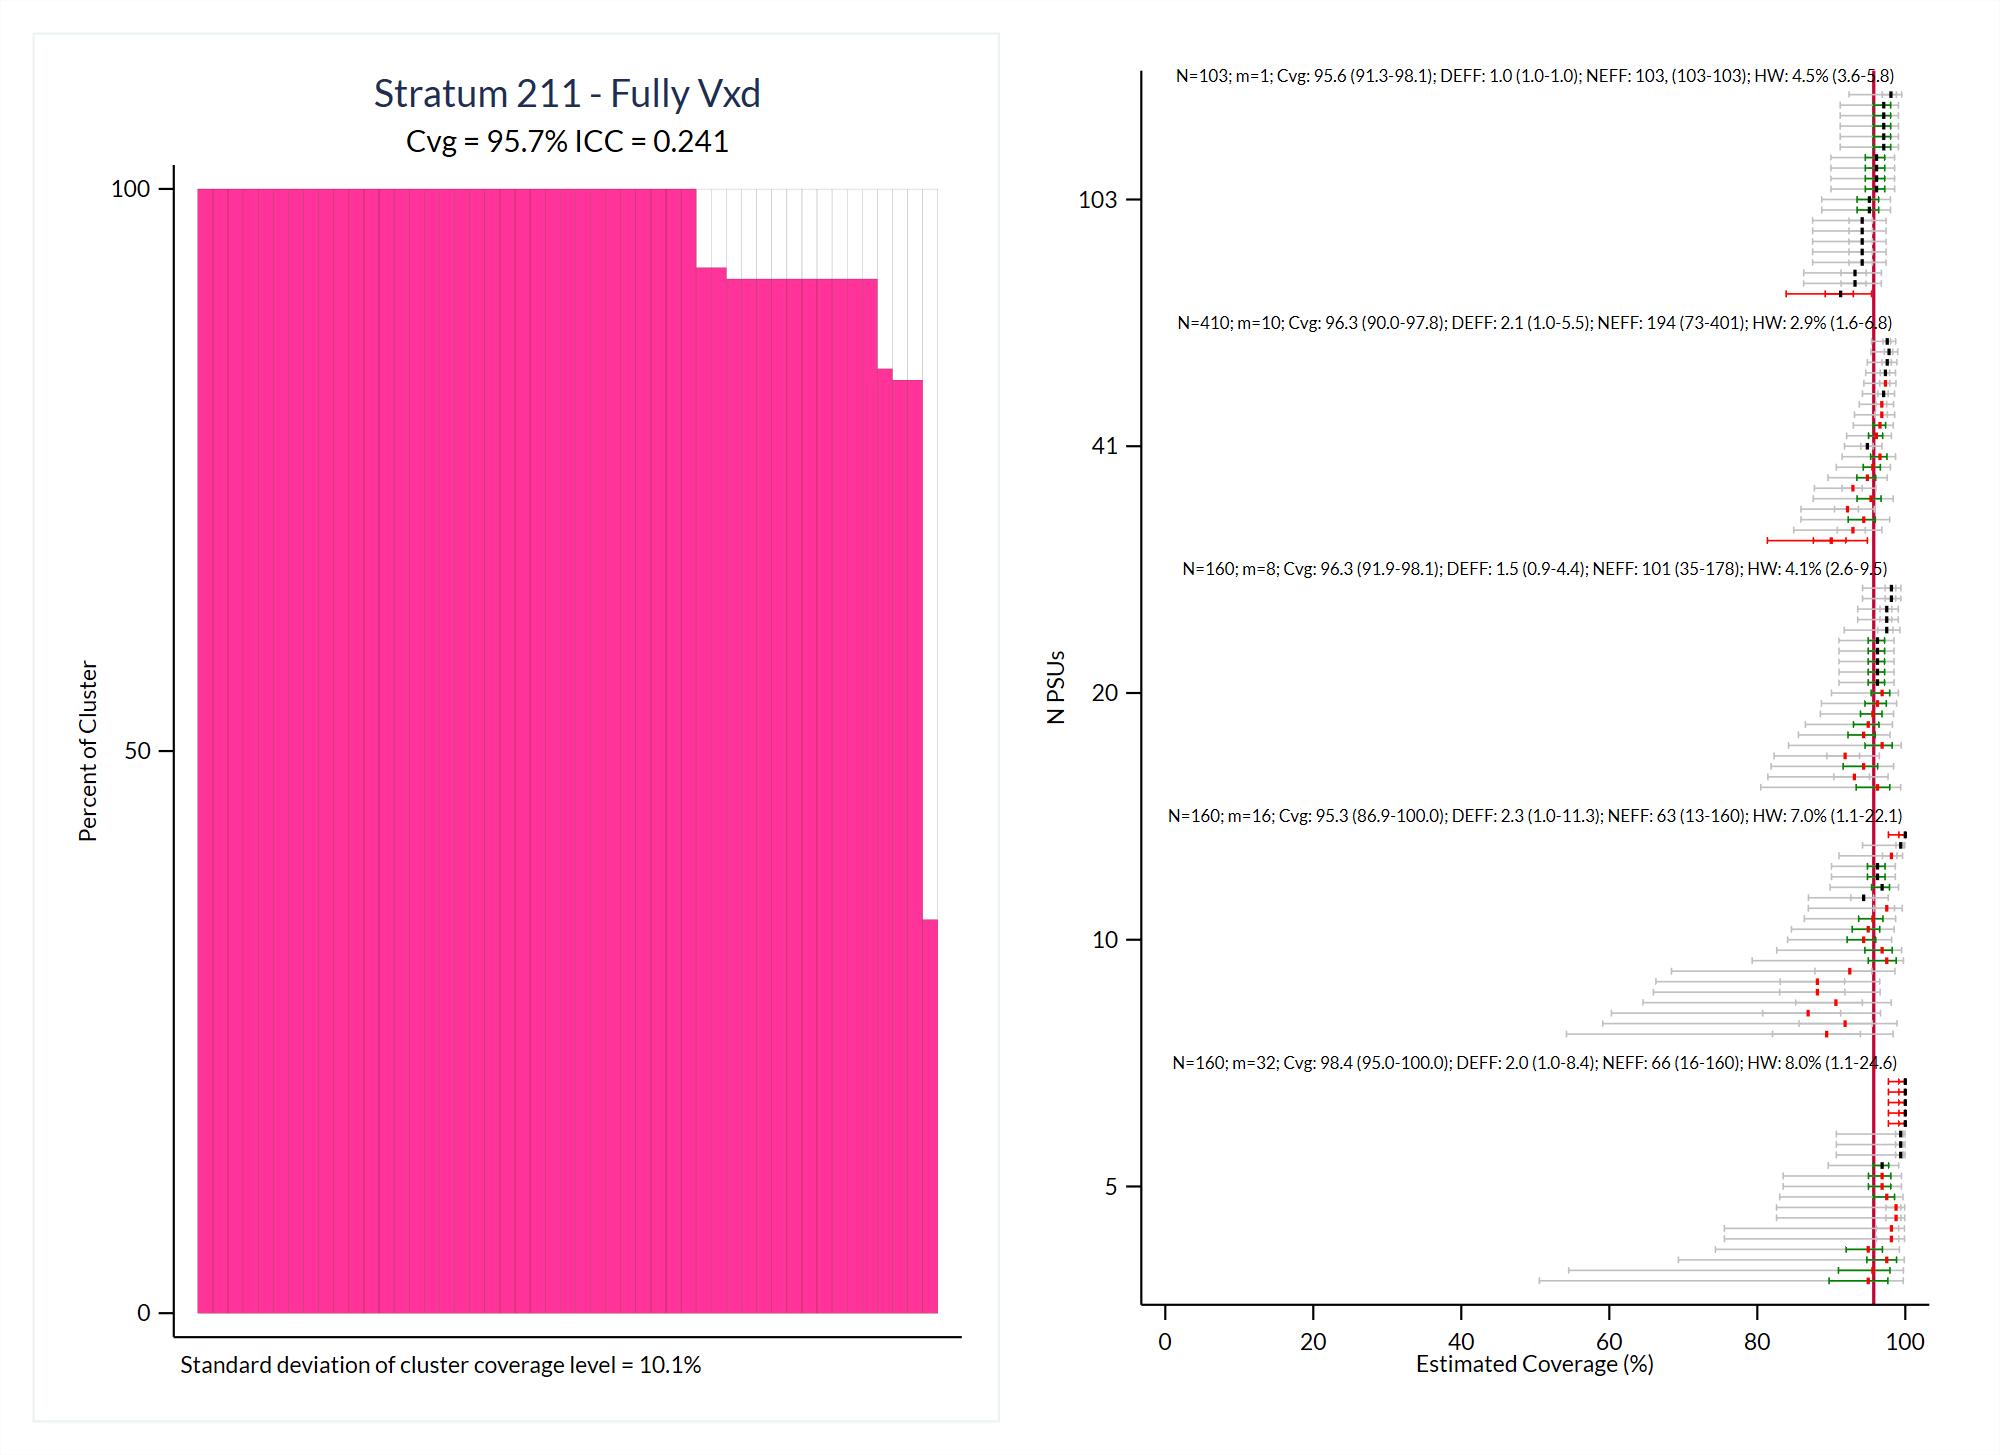 Stratum 211 - Fully Vxd
Cvg = 95.7% ICC = 0.241
100
50
0
Percent of Cluster
Standard deviation of cluster coverage level = 10.1%
N=103; m=1; Cvg: 95.6 (91.3-98.1); DEFF: 1.0 (1.0-1.0); NEFF: 103, (103-103); HW: 4.5% (3.6-5.8)
103
N=410; m=10; Cvg: 96.3 (90.0-97.8); DEFF: 2.1 (1.0-5.5); NEFF: 194 (73-401); HW: 2.9% (1.6-6.8)
41
N=160; m=8; Cvg: 96.3 (91.9-98.1); DEFF: 1.5 (0.9-4.4); NEFF: 101 (35-178); HW: 4.1% (2.6-9.5)
20
N PSUs
N=160; m=16; Cvg: 95.3 (86.9-100.0); DEFF: 2.3 (1.0-11.3); NEFF: 63 (13-160); HW: 7.0% (1.1-22.1)
10
N=160; m=32; Cvg: 98.4 (95.0-100.0); DEFF: 2.0 (1.0-8.4); NEFF: 66 (16-160); HW: 8.0% (1.1-24.6)
5
0 20 40 60 80 100
Estimated Coverage (%)